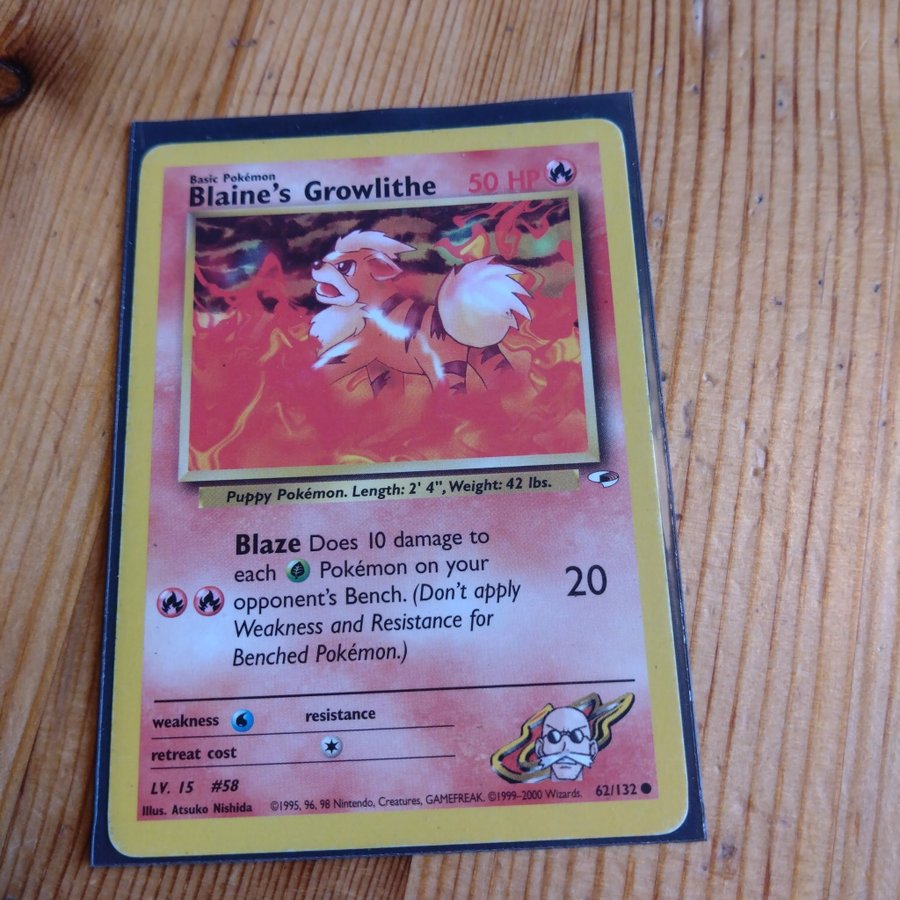 Basic Pokémon
Blaine's Growlithe 50 HP
Puppy Pokémon. Length: 2' 4", Weight: 42 lbs.
Blaze Does 10 damage to
each Pokémon on your
opponent's Bench. (Don't apply
Weakness and Resistance for
Benched Pokémon.)
20
weakness resistance
retreat cost
LV. 15 #58
Illus. Atsuko Nishida ©1995, 96, 98 Nintendo, Creatures, GAMEFREAK. ©1999–2000 Wizards. 62/132